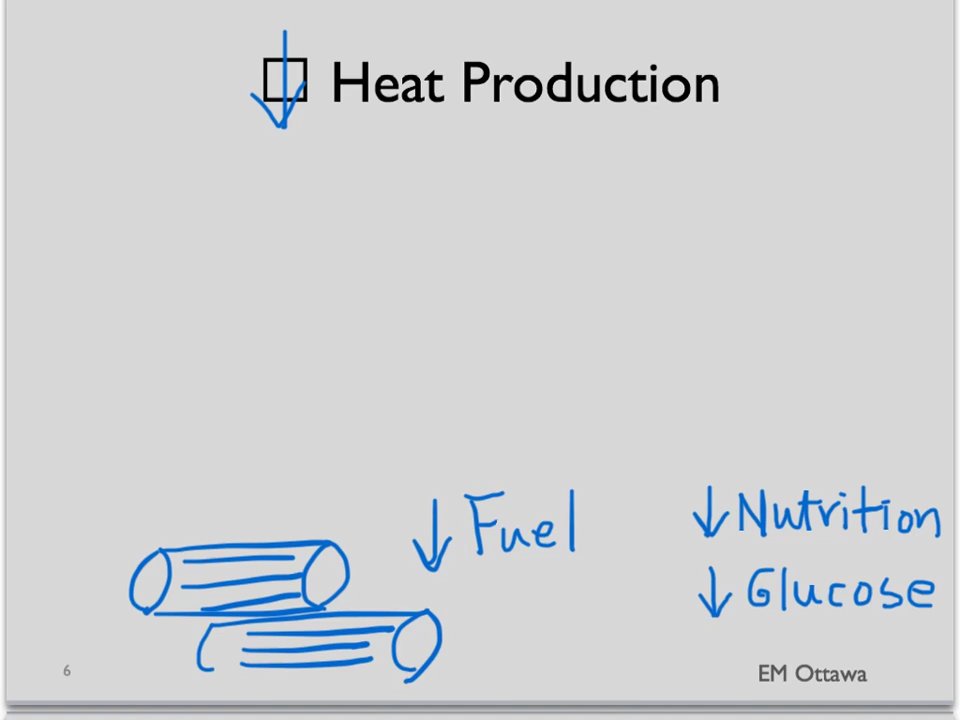 ↓ Heat Production
↓ Fuel
↓ Nutrition
↓ Glucose
6
EM Ottawa